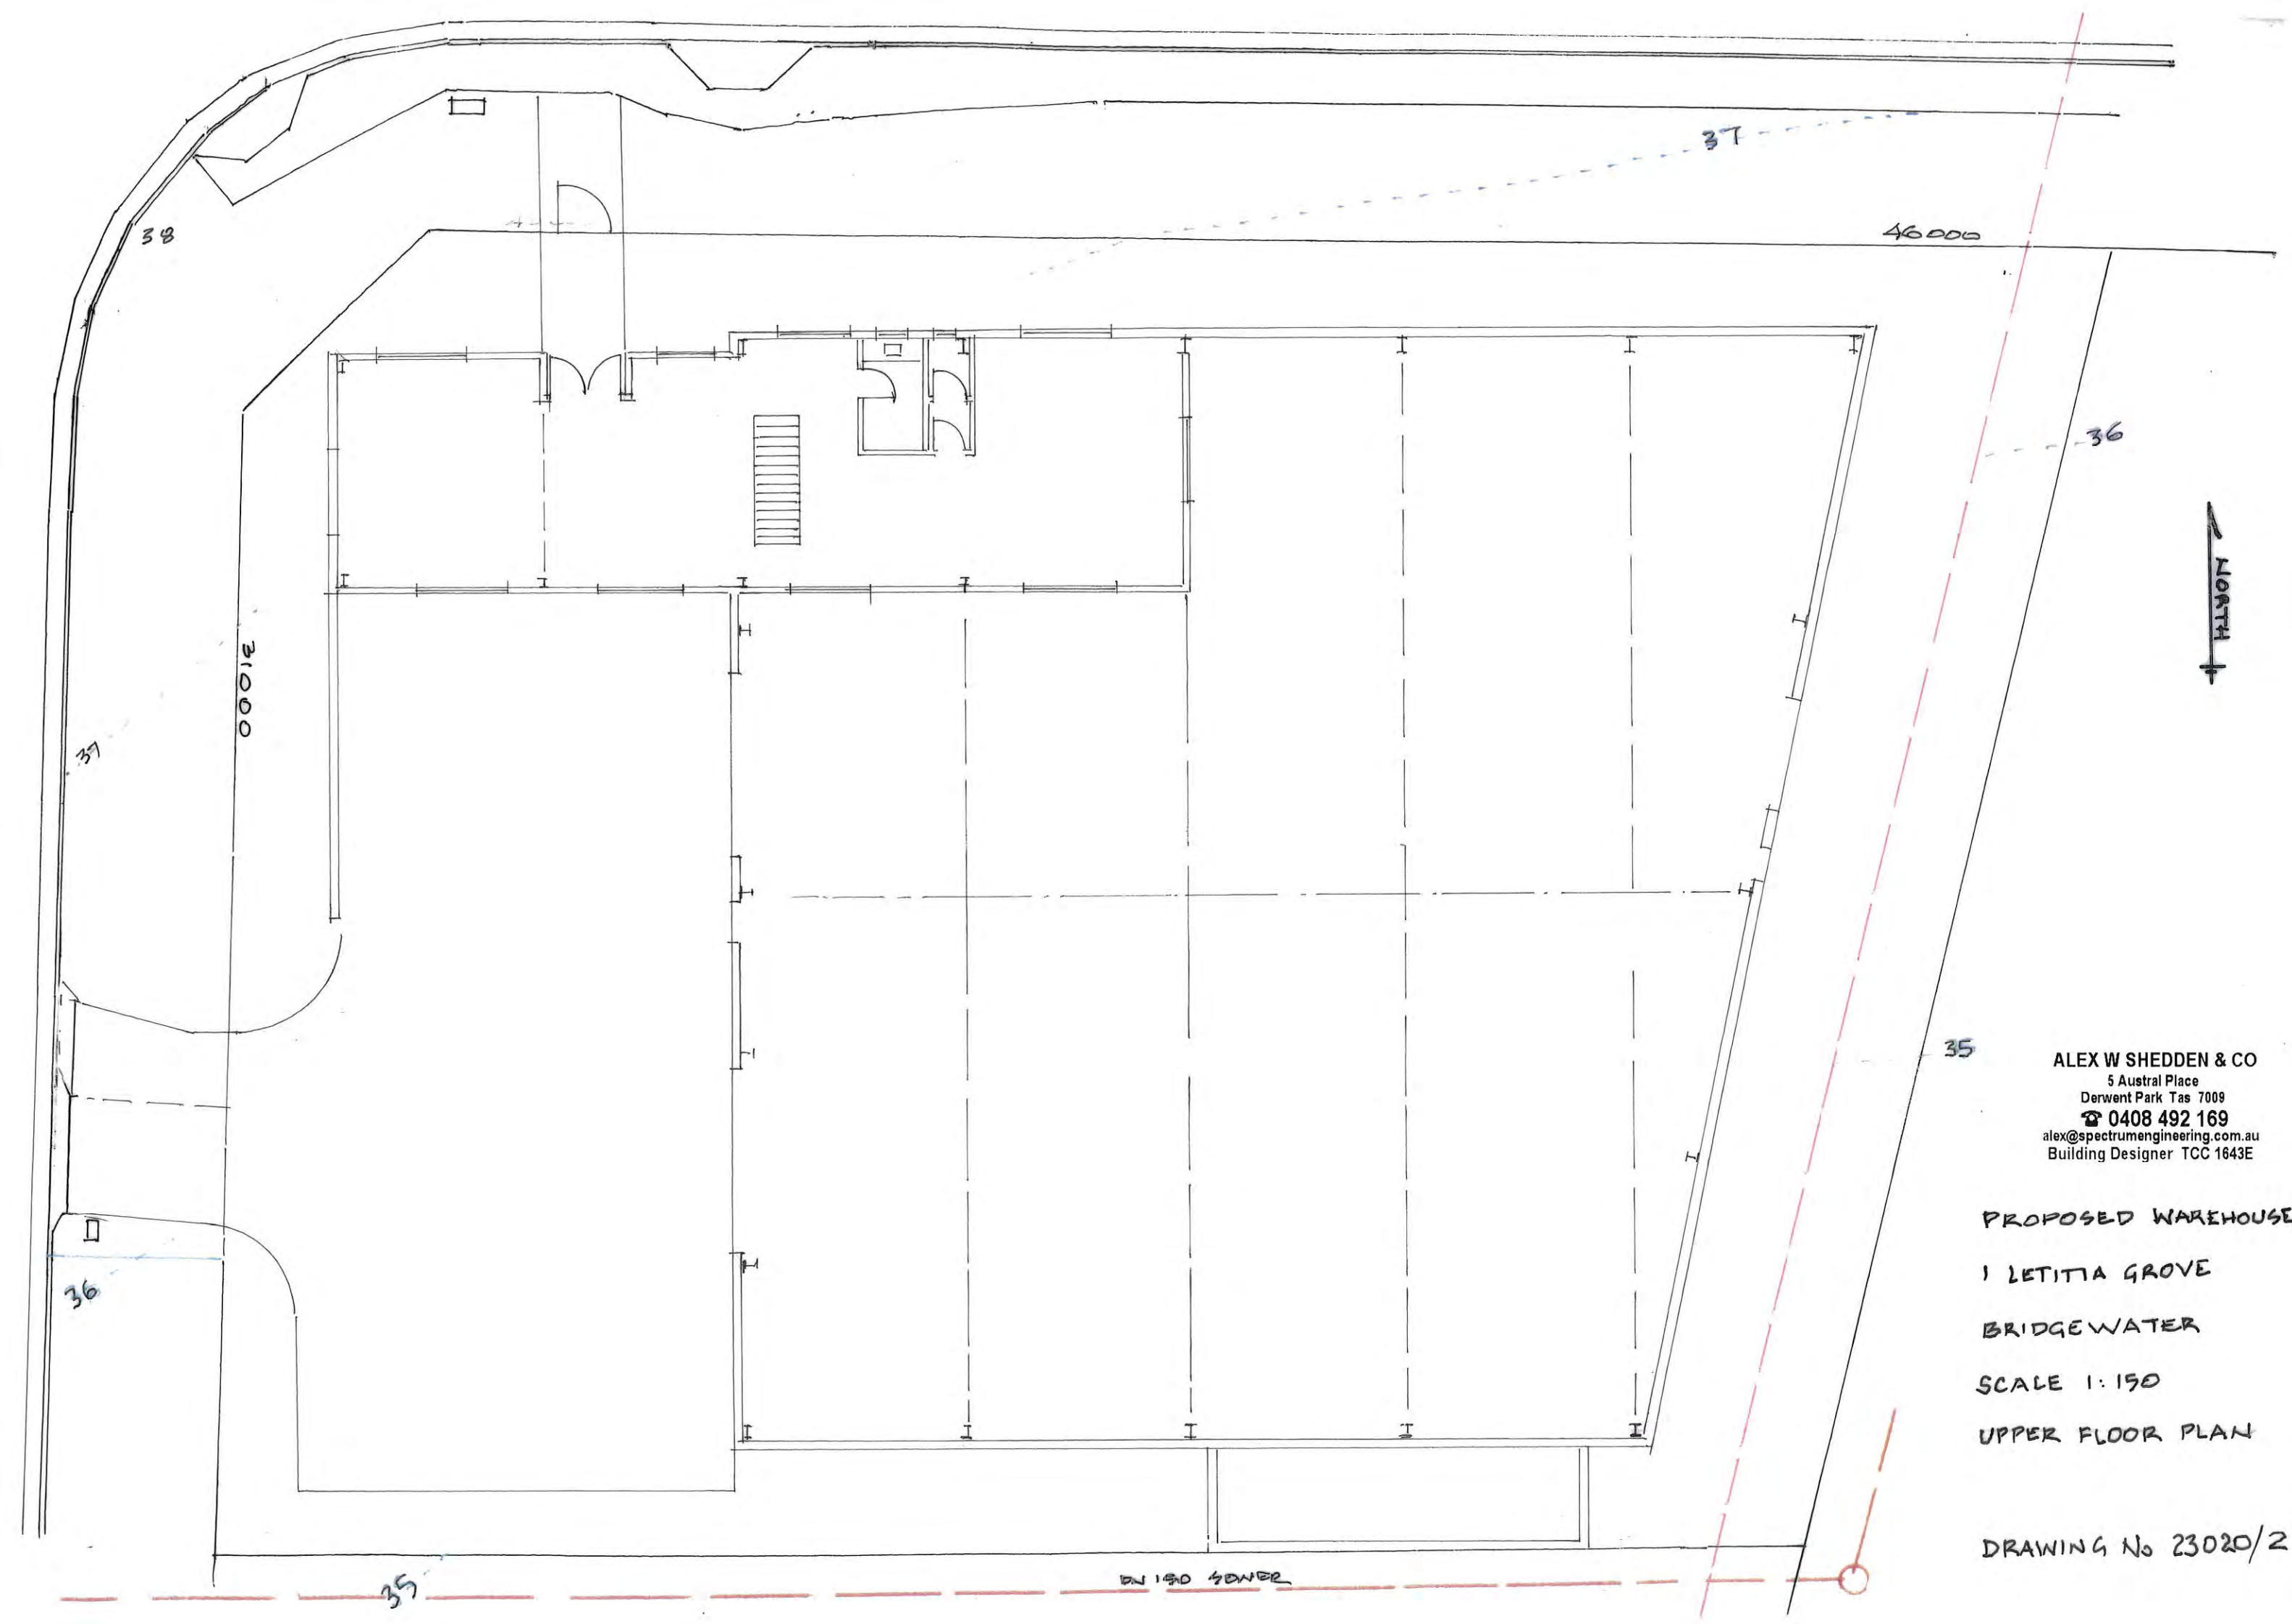 37
38
46000
36
NORTH
31000
37
35
ALEX W SHEDDEN & CO
5 Austral Place
Derwent Park Tas 7009
☎ 0408 492 169
alex@spectrumengineering.com.au
Building Designer TCC 1643E
PROPOSED WAREHOUSE
1 LETITIA GROVE
BRIDGEWATER
SCALE 1:150
UPPER FLOOR PLAN
36
DRAWING No 23020/2
DN 150 SEWER
35